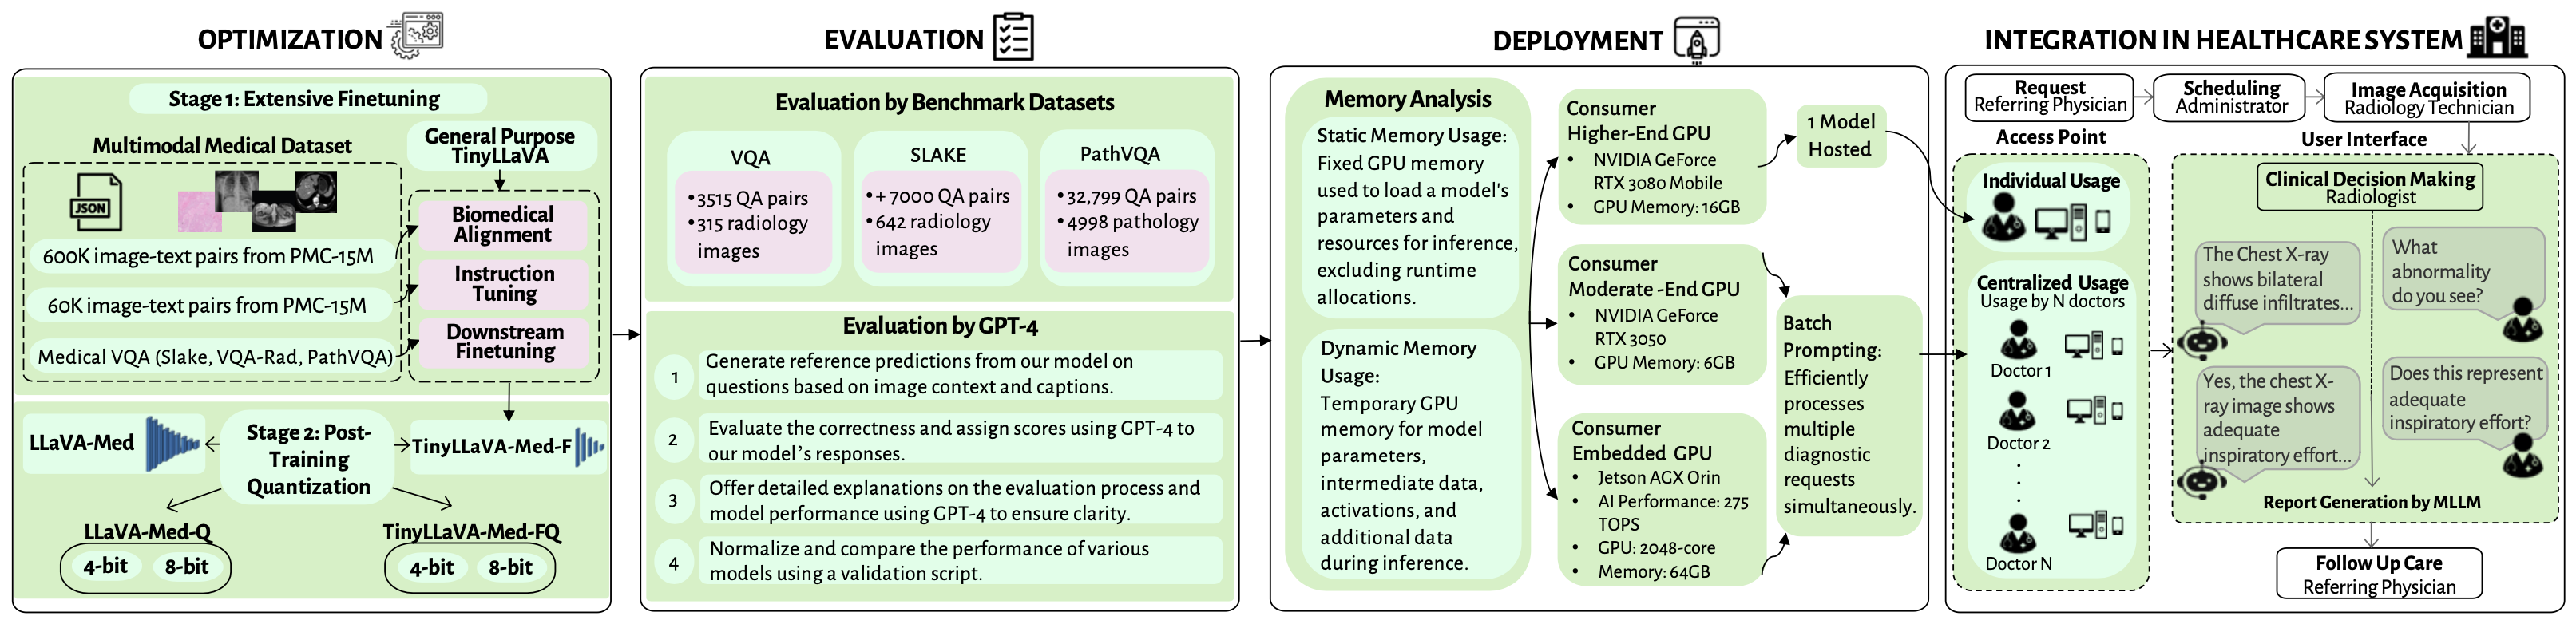 OPTIMIZATION
Stage 1: Extensive Finetuning
Multimodal Medical Dataset
JSON
600K image-text pairs from PMC-15M
60K image-text pairs from PMC-15M
Medical VQA (Slake, VQA-Rad, PathVQA)
General Purpose
TinyLLaVA
Biomedical
Alignment
Instruction
Tuning
Downstream
Finetuning
LLaVA-Med
Stage 2: Post-
Training
Quantization
TinyLLaVA-Med-F
LLaVA-Med-Q
4-bit
8-bit
TinyLLaVA-Med-FQ
4-bit
8-bit
EVALUATION
Evaluation by Benchmark Datasets
VQA
• 3515 QA pairs
• 315 radiology
images
SLAKE
• + 7000 QA pairs
• 642 radiology
images
PathVQA
• 32,799 QA pairs
• 4998 pathology
images
Evaluation by GPT-4
1
Generate reference predictions from our model on
questions based on image context and captions.
2
Evaluate the correctness and assign scores using GPT-4 to
our model's responses.
3
Offer detailed explanations on the evaluation process and
model performance using GPT-4 to ensure clarity.
4
Normalize and compare the performance of various
models using a validation script.
DEPLOYMENT
Memory Analysis
Static Memory Usage:
Fixed GPU memory
used to load a model's
parameters and
resources for inference,
excluding runtime
allocations.
Dynamic Memory
Usage:
Temporary GPU
memory for model
parameters,
intermediate data,
activations, and
additional data
during inference.
Consumer
Higher-End GPU
• NVIDIA GeForce
RTX 3080 Mobile
• GPU Memory: 16GB
Consumer
Moderate -End GPU
• NVIDIA GeForce
RTX 3050
• GPU Memory: 6GB
Consumer
Embedded GPU
• Jetson AGX Orin
• AI Performance: 275
TOPS
• GPU: 2048-core
• Memory: 64GB
1 Model
Hosted
Batch
Prompting:
Efficiently
processes
multiple
diagnostic
requests
simultaneously.
INTEGRATION IN HEALTHCARE SYSTEM
Request
Referring Physician
Scheduling
Administrator
Image Acquisition
Radiology Technician
Access Point
Individual Usage
Centralized Usage
Usage by N doctors
Doctor 1
Doctor 2
Doctor N
User Interface
Clinical Decision Making
Radiologist
What
abnormality
do you see?
The Chest X-ray
shows bilateral
diffuse infiltrates...
Does this represent
adequate
inspiratory effort?
Yes, the chest X-
ray image shows
adequate
inspiratory effort...
Report Generation by MLLM
Follow Up Care
Referring Physician